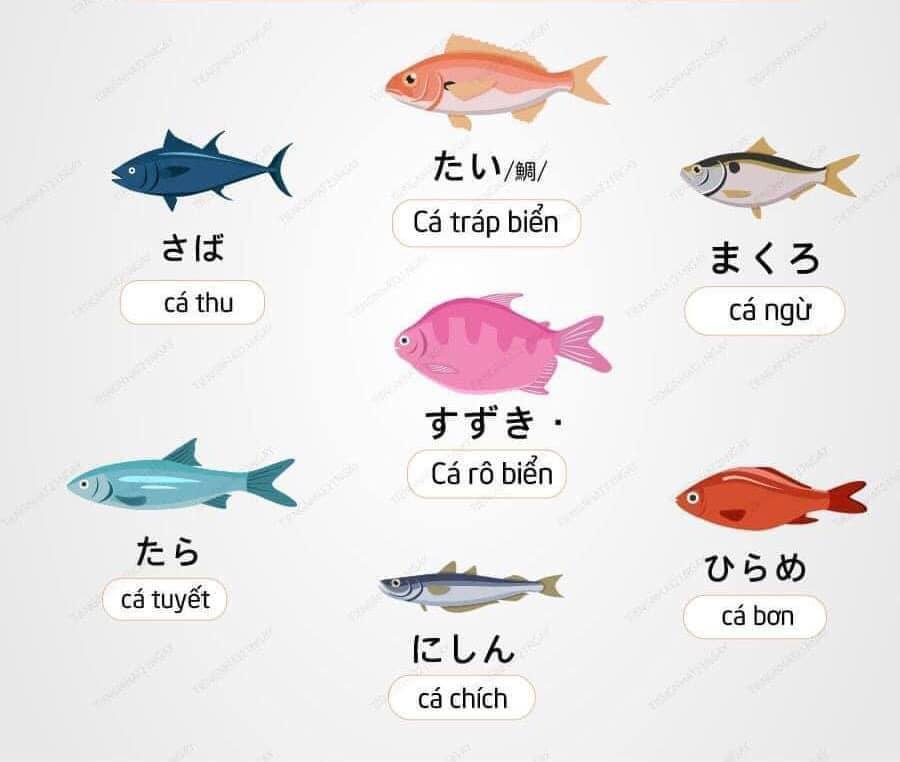 たい/鯛/
Cá tráp biển
さば
cá thu
まくろ
cá ngừ
すずき・
Cá rô biển
たら
cá tuyết
ひらめ
cá bơn
にしん
cá chích